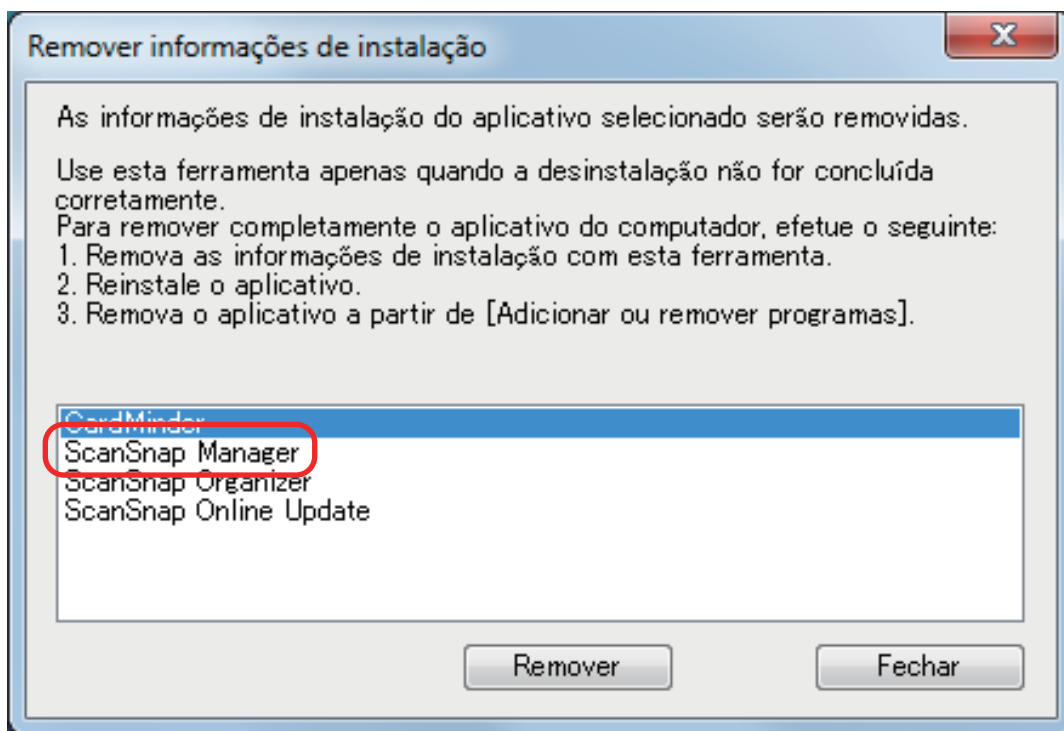 Remover informações de instalação
As informações de instalação do aplicativo selecionado serão removidas.
Use esta ferramenta apenas quando a desinstalação não for concluída
corretamente.
Para remover completamente o aplicativo do computador, efetue o seguinte:
1. Remova as informações de instalação com esta ferramenta.
2. Reinstale o aplicativo.
3. Remova o aplicativo a partir de [Adicionar ou remover programas].
CardMinder
ScanSnap Manager
ScanSnap Organizer
ScanSnap Online Update
Remover
Fechar